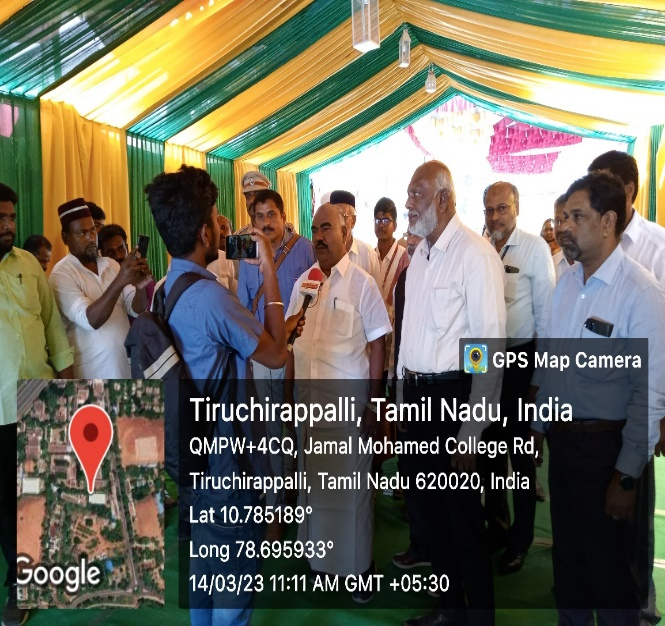 GPS Map Camera
Tiruchirappalli, Tamil Nadu, India
QMPW+4CQ, Jamal Mohamed College Rd,
Tiruchirappalli, Tamil Nadu 620020, India
Lat 10.785189°
Long 78.695933°
14/03/23 11:11 AM GMT +05:30
Google